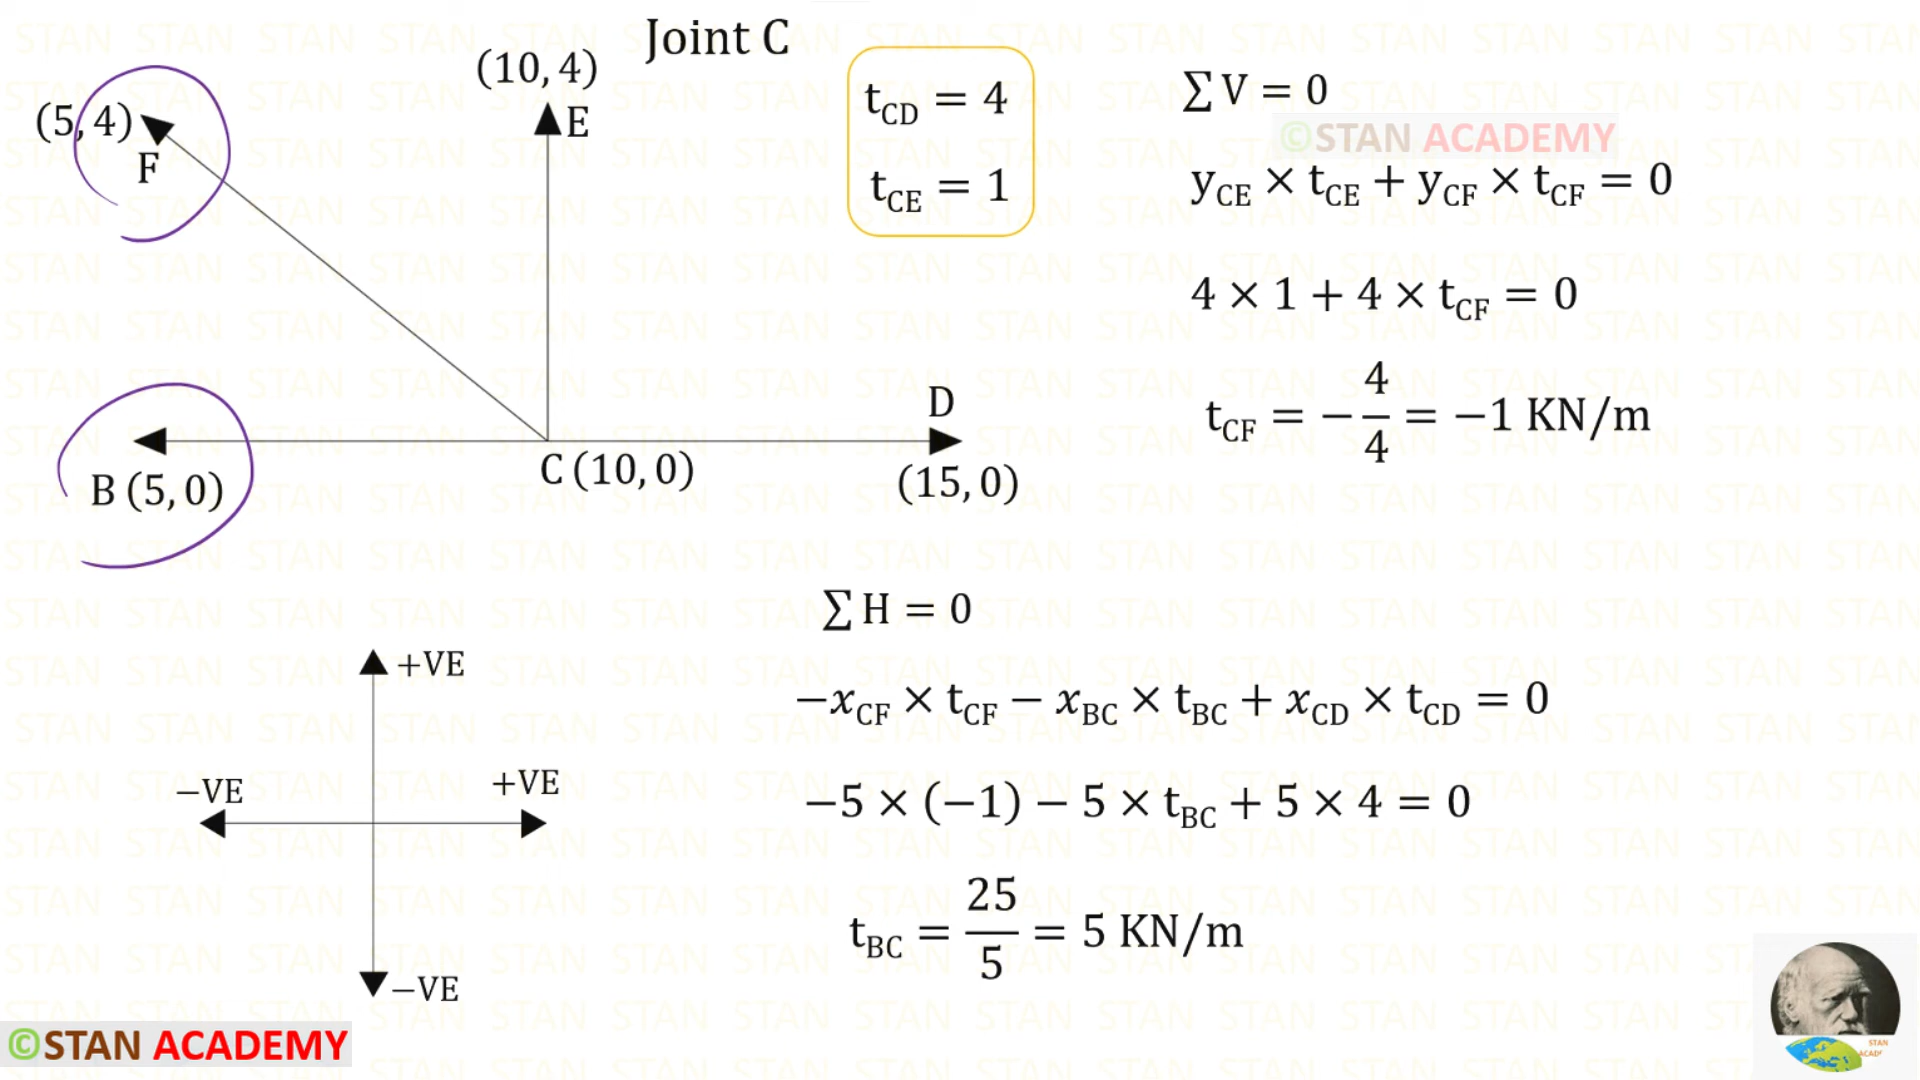 Joint C
(10, 4)
E
(5, 4)
F
D
B (5, 0)
C (10, 0)
(15, 0)
t_CD = 4
t_CE = 1
∑ V = 0
©STAN ACADEMY
y_CE × t_CE + y_CF × t_CF = 0
4 × 1 + 4 × t_CF = 0
t_CF = −4/4 = −1 KN/m
∑ H = 0
−x_CF × t_CF − x_BC × t_BC + x_CD × t_CD = 0
−5 × (−1) − 5 × t_BC + 5 × 4 = 0
t_BC = 25/5 = 5 KN/m
+VE
−VE
+VE
−VE
©STAN ACADEMY
STAN